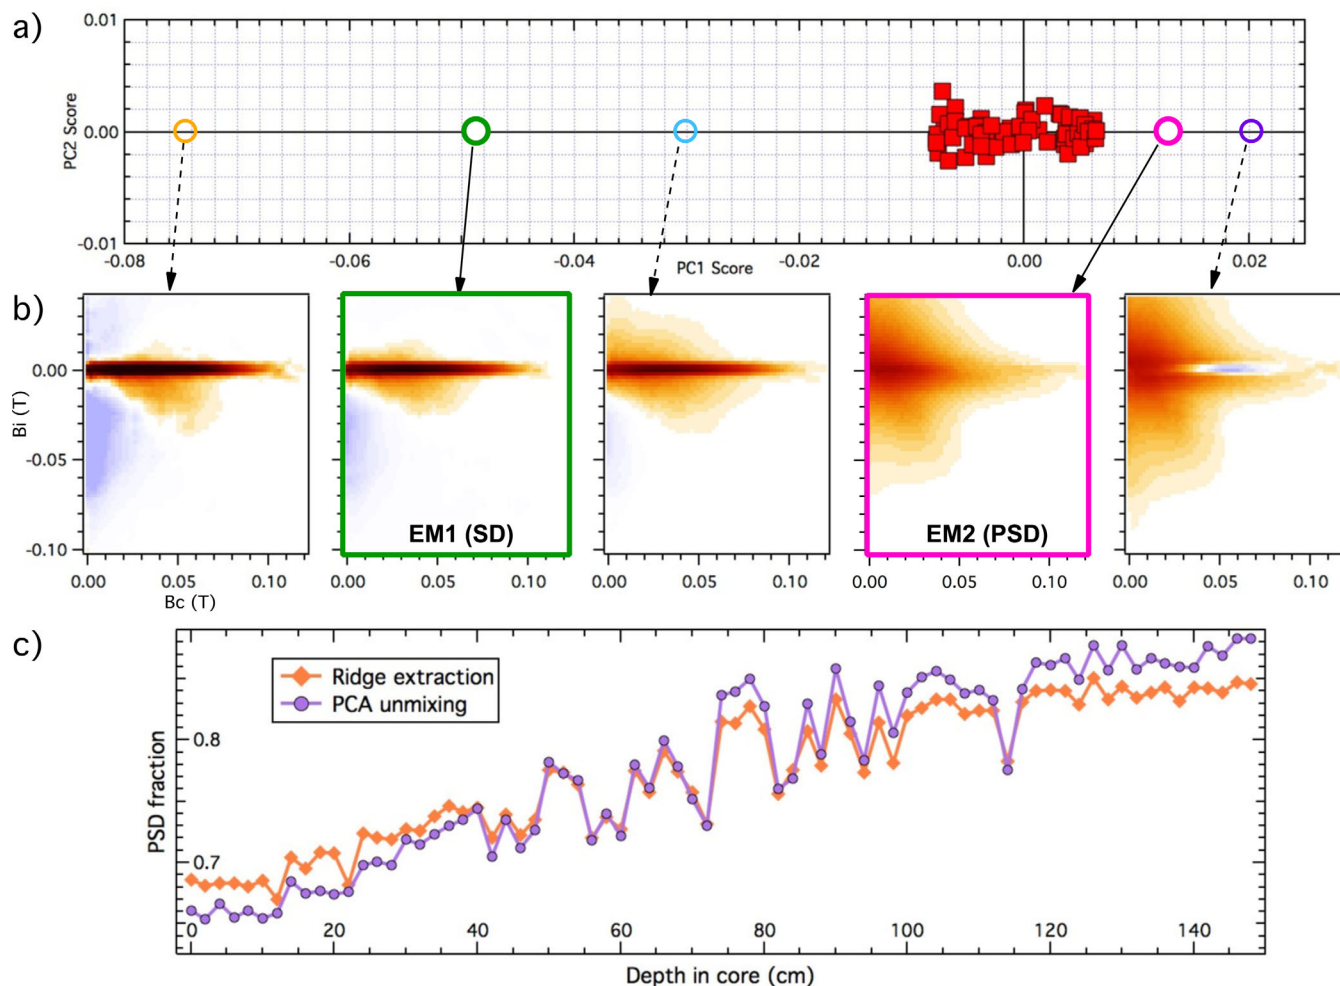 a)
0.01
0.00
-0.01
PC2 Score
-0.08
-0.06
-0.04
-0.02
0.00
0.02
PC1 Score
b)
0.00
-0.05
-0.10
Bi (T)
EM1 (SD)
EM2 (PSD)
0.00 0.05 0.10
0.00 0.05 0.10
0.00 0.05 0.10
0.00 0.05 0.10
0.00 0.05 0.10
Bc (T)
c)
Ridge extraction
PCA unmixing
PSD fraction
0.8
0.7
0 20 40 60 80 100 120 140
Depth in core (cm)